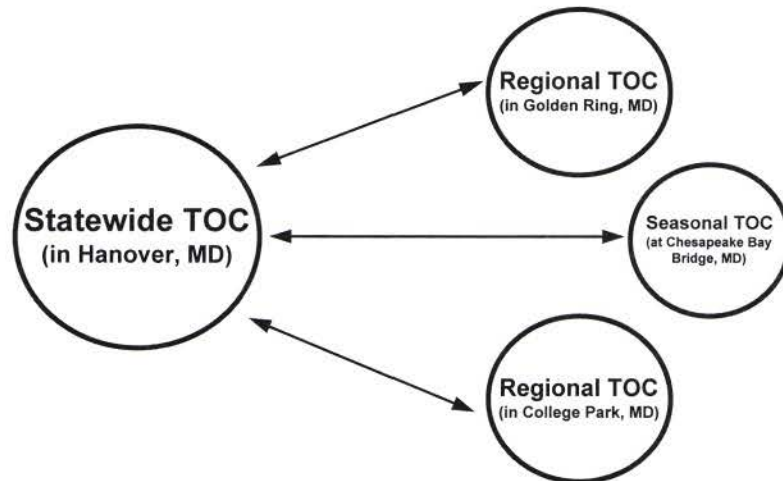 Regional TOC
(in Golden Ring, MD)
Statewide TOC
(in Hanover, MD)
Seasonal TOC
(at Chesapeake Bay
Bridge, MD)
Regional TOC
(in College Park, MD)